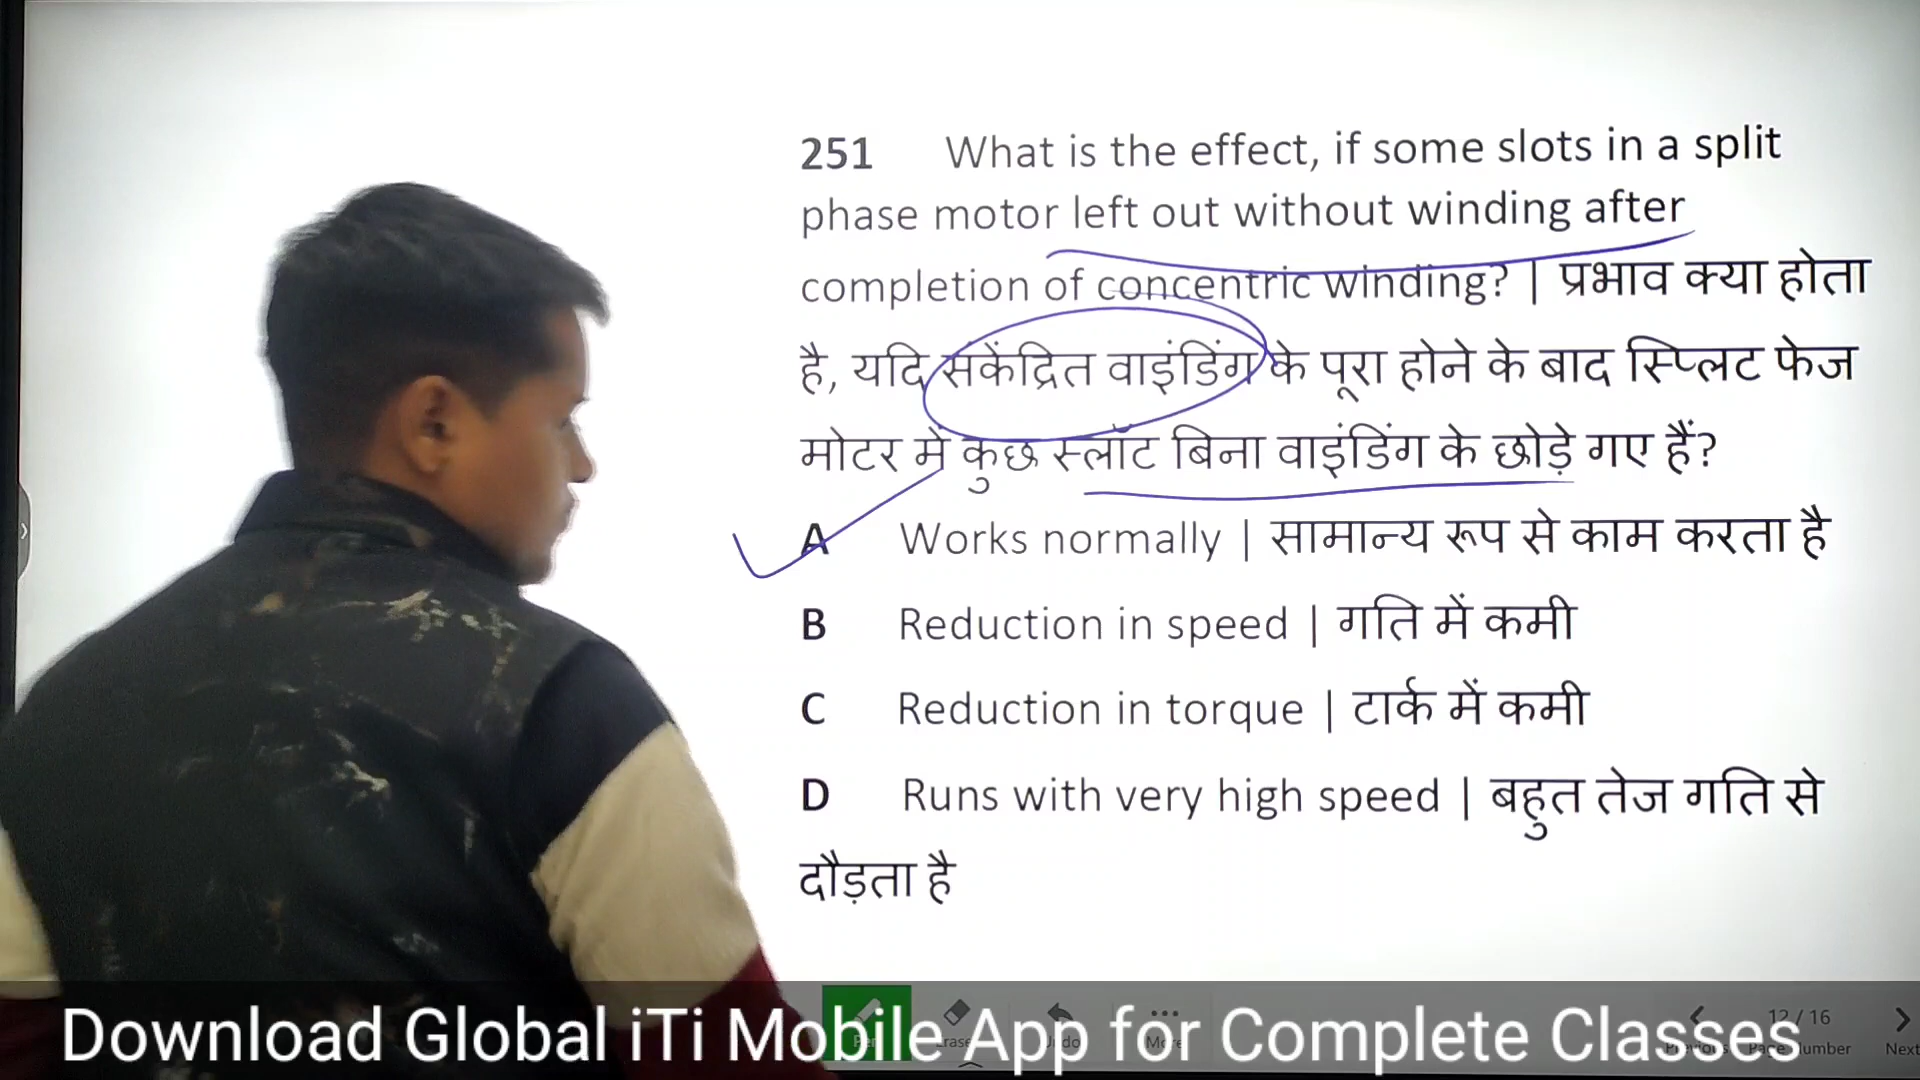 251 What is the effect, if some slots in a split
phase motor left out without winding after
completion of concentric winding? | प्रभाव क्या होता
है, यदि सकेंद्रित वाइंडिंग के पूरा होने के बाद स्प्लिट फेज
मोटर में कुछ स्लॉट बिना वाइंडिंग के छोड़े गए हैं?
A Works normally | सामान्य रूप से काम करता है
B Reduction in speed | गति में कमी
C Reduction in torque | टार्क में कमी
D Runs with very high speed | बहुत तेज गति से
दौड़ता है
12 / 16
Next
Download Global iTi Mobile App for Complete Classes